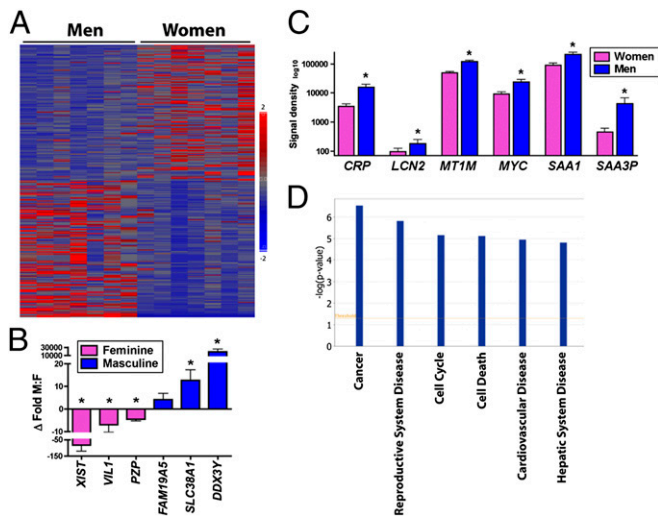 A
Men Women
2
-2
B
Feminine
Masculine
Δ Fold M:F
30000
10000
20
10
0
-10
-50
-150
*
*
*
*
*
XIST
VIL1
PZP
FAM19A5
SLC38A1
DDX3Y
C
Women
Men
Signal density log10
100000
10000
1000
100
*
*
*
*
*
*
CRP LCN2 MT1M MYC SAA1 SAA3P
D
-log(p-value)
6
5
4
3
2
1
0
Cancer
Reproductive System Disease
Cell Cycle
Cell Death
Cardiovascular Disease
Hepatic System Disease